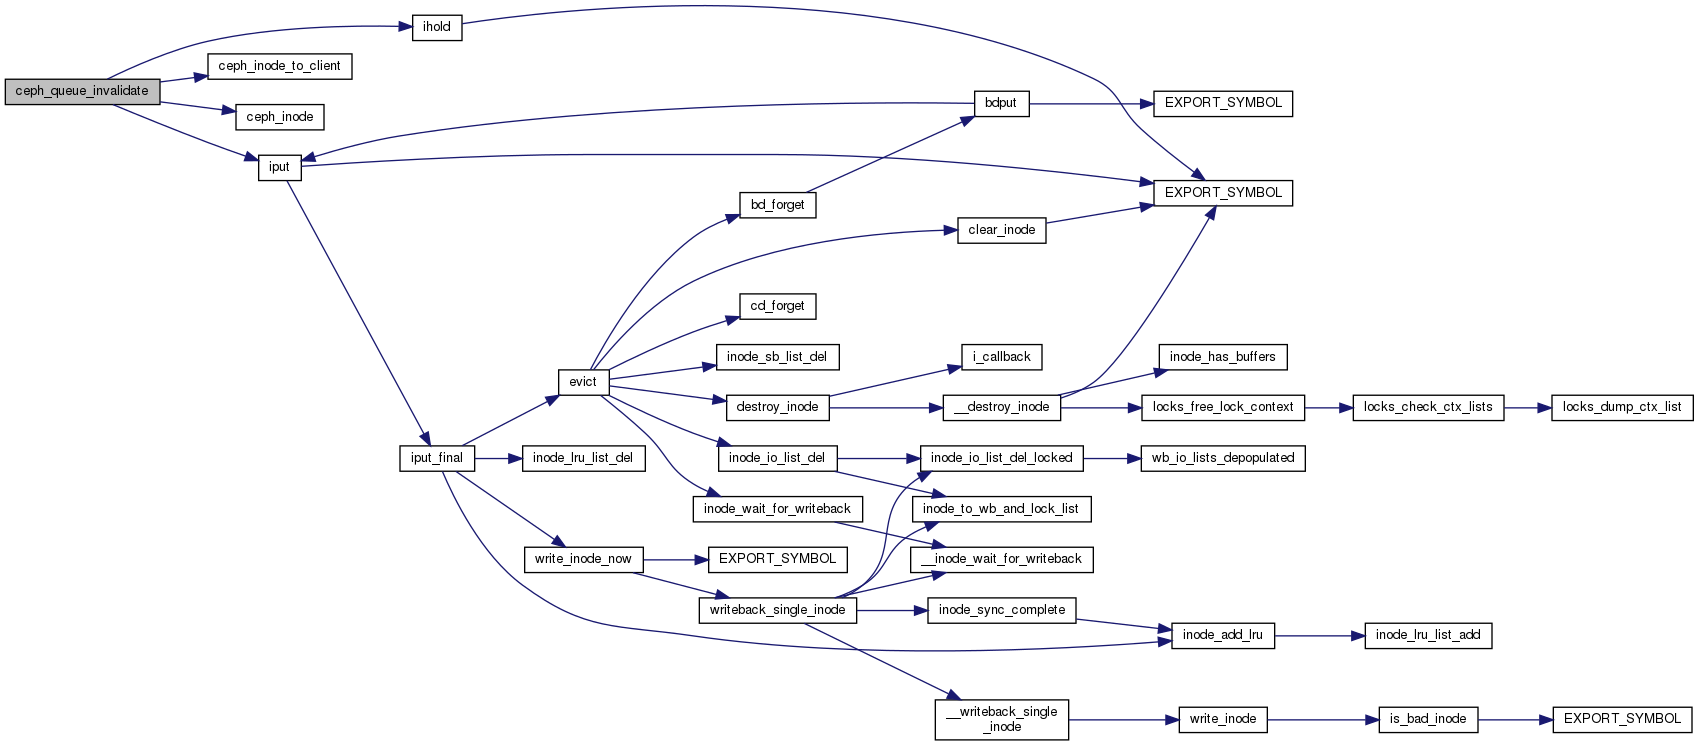 ihold
ceph_inode_to_client
ceph_queue_invalidate
bdput
EXPORT_SYMBOL
ceph_inode
iput
EXPORT_SYMBOL
bd_forget
clear_inode
cd_forget
inode_sb_list_del
i_callback
inode_has_buffers
evict
destroy_inode
__destroy_inode
locks_free_lock_context
locks_check_ctx_lists
locks_dump_ctx_list
iput_final
inode_lru_list_del
inode_io_list_del
inode_io_list_del_locked
wb_io_lists_depopulated
inode_wait_for_writeback
inode_to_wb_and_lock_list
write_inode_now
EXPORT_SYMBOL
__inode_wait_for_writeback
writeback_single_inode
inode_sync_complete
inode_add_lru
inode_lru_list_add
__writeback_single
_inode
write_inode
is_bad_inode
EXPORT_SYMBOL